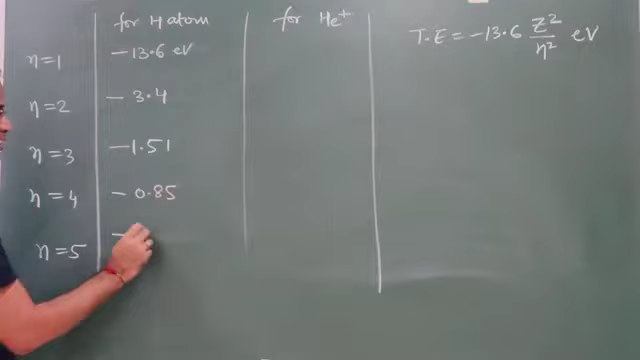 for H atom for He+
T.E = -13.6 Z²/n² eV
n=1 -13.6 eV
n=2 - 3.4
n=3 -1.51
n=4 - 0.85
n=5 -